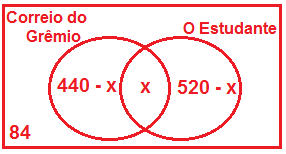 Correio do
Grêmio
O Estudante
440 - x
x
520 - x
84